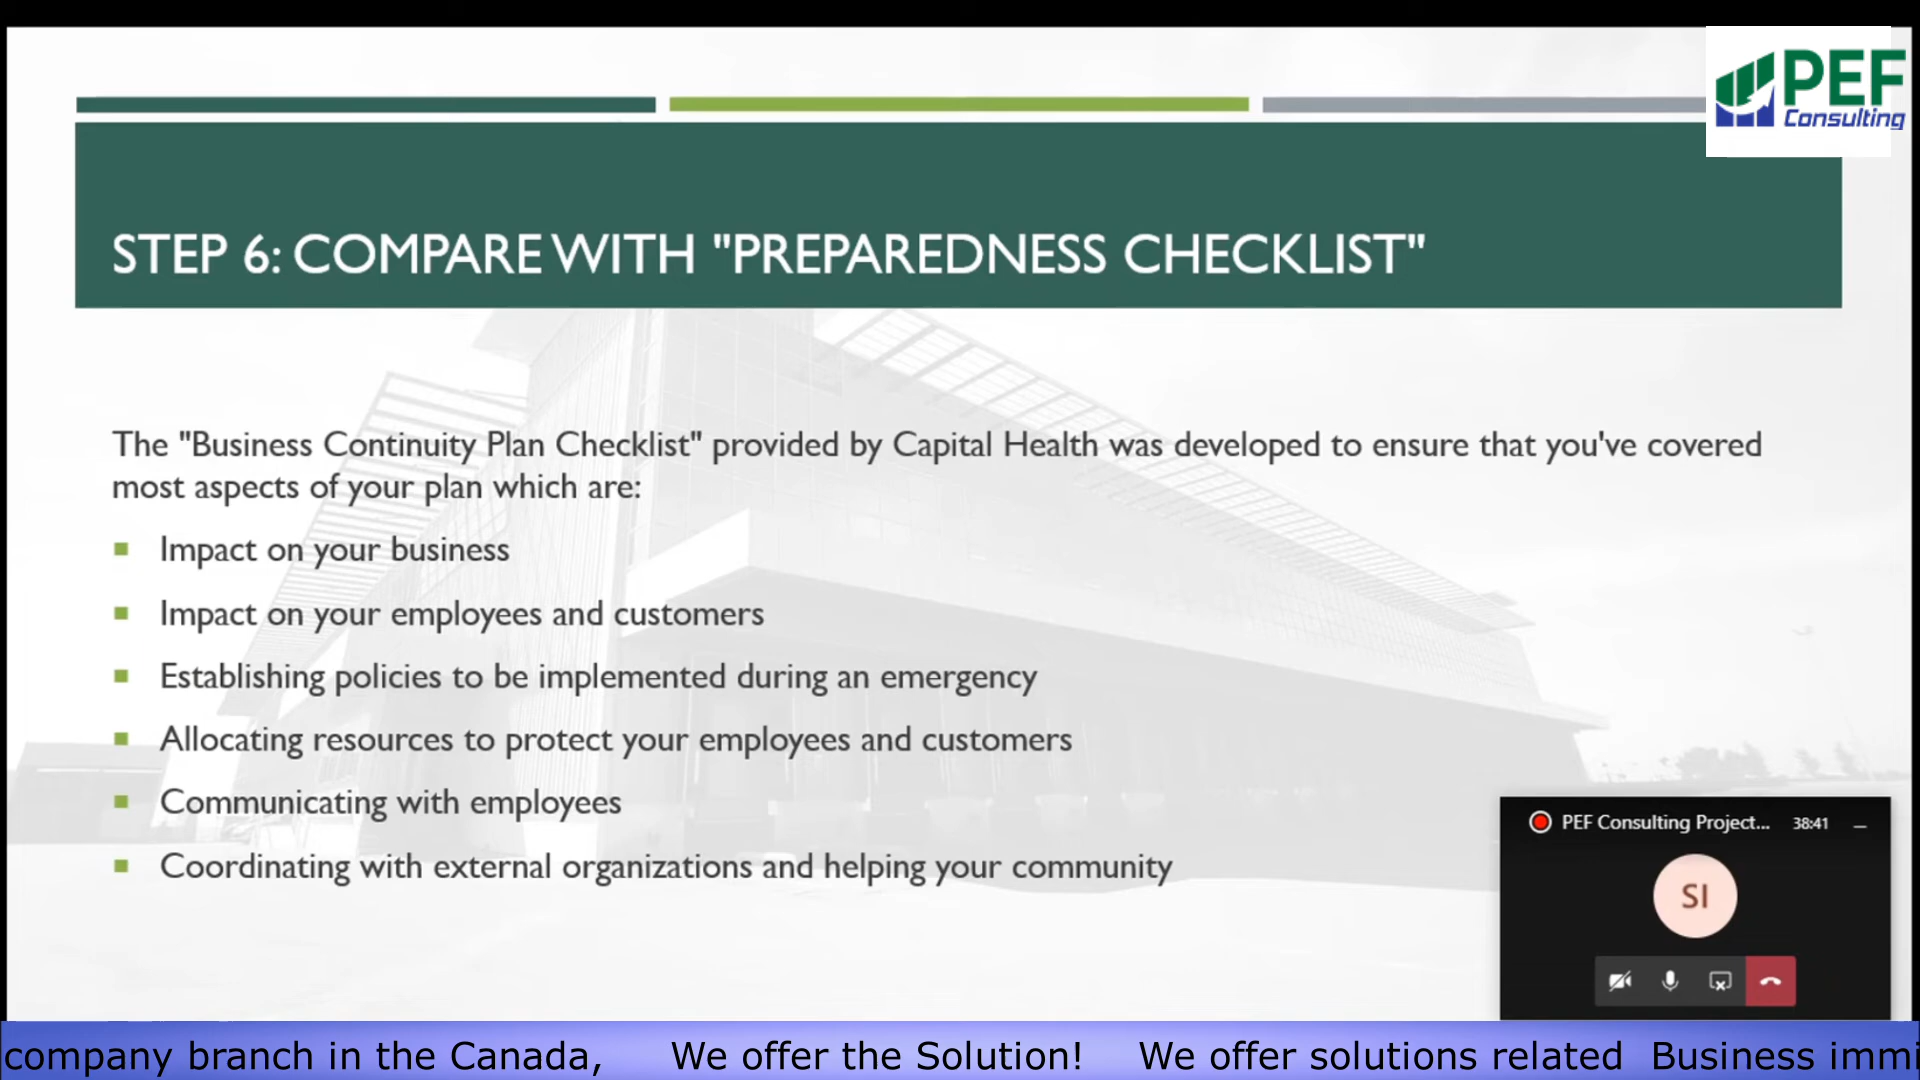 PEF
Consulting
STEP 6: COMPARE WITH "PREPAREDNESS CHECKLIST"
The "Business Continuity Plan Checklist" provided by Capital Health was developed to ensure that you've covered
most aspects of your plan which are:
Impact on your business
Impact on your employees and customers
Establishing policies to be implemented during an emergency
Allocating resources to protect your employees and customers
Communicating with employees
Coordinating with external organizations and helping your community
PEF Consulting Project... 38:41
SI
company branch in the Canada, We offer the Solution! We offer solutions related Business immi